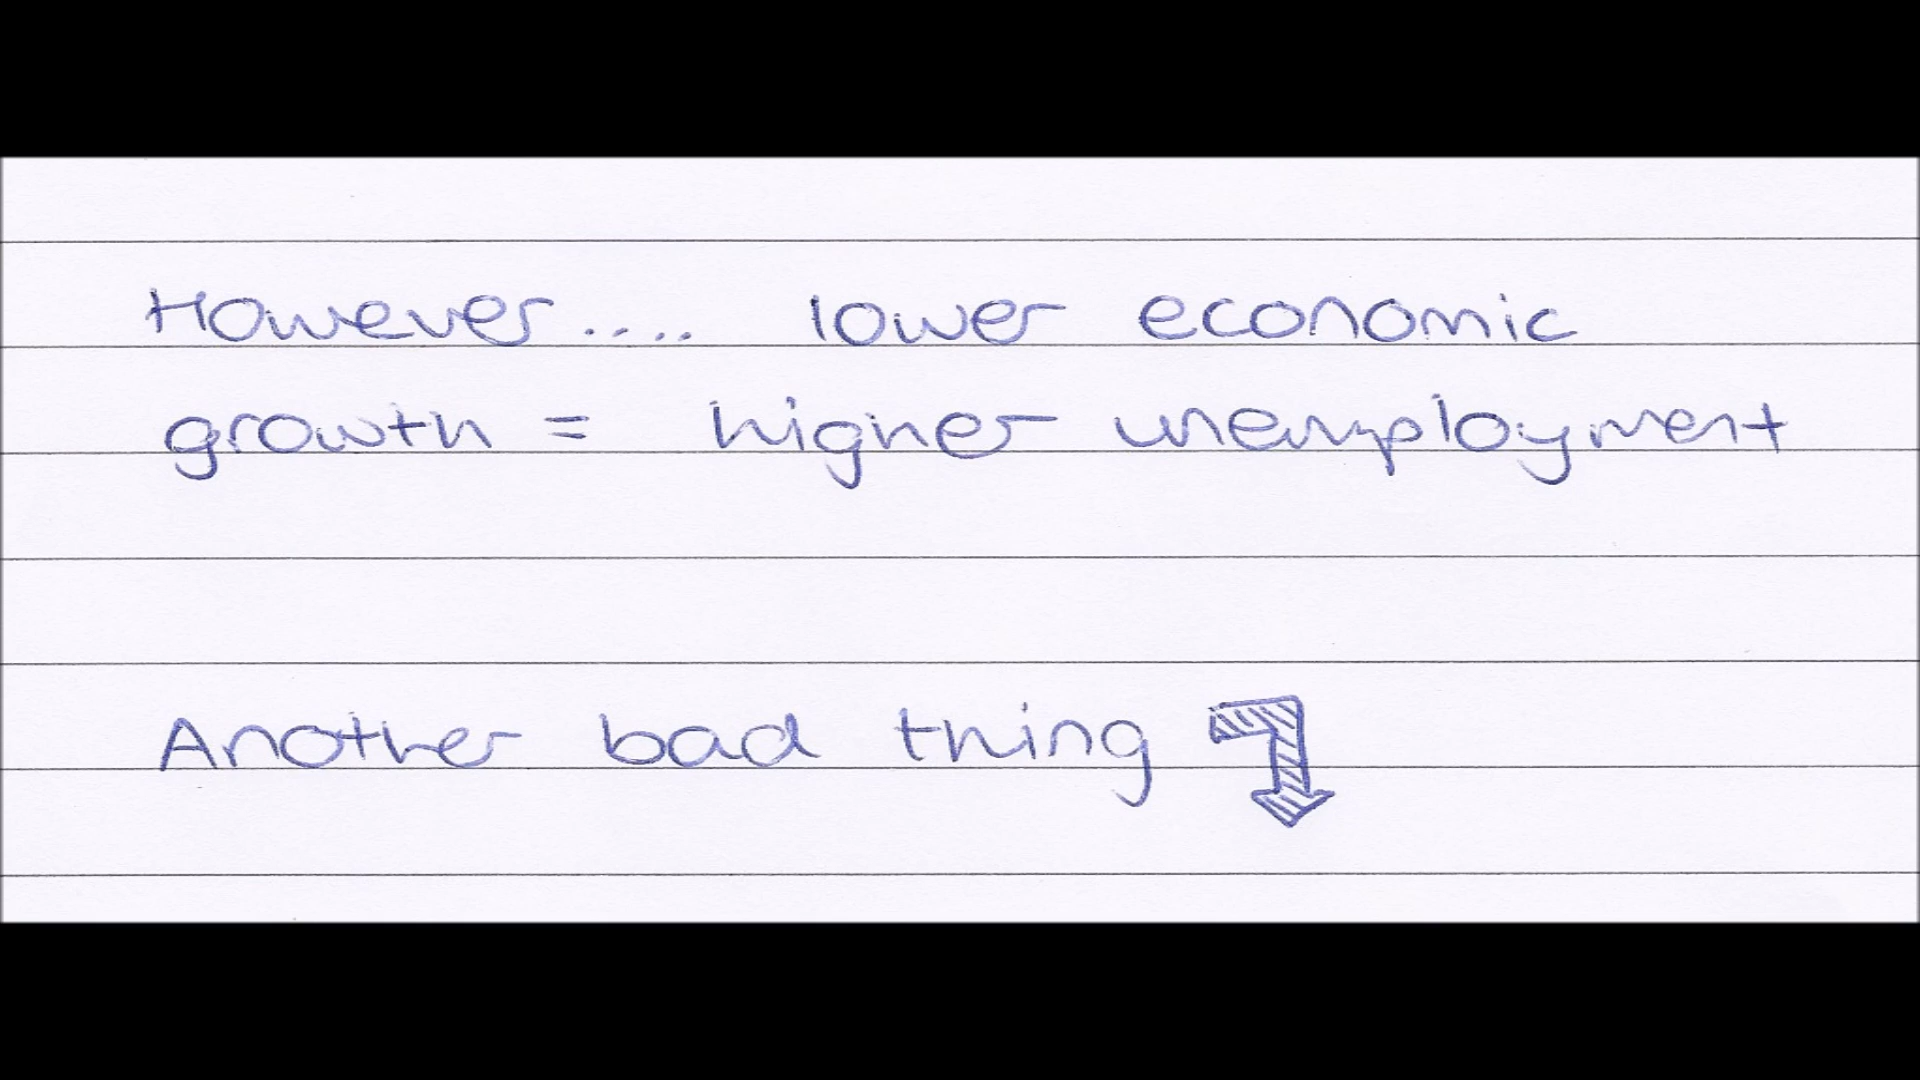 However.... lower economic
growth = higher unemployment
Another bad thing